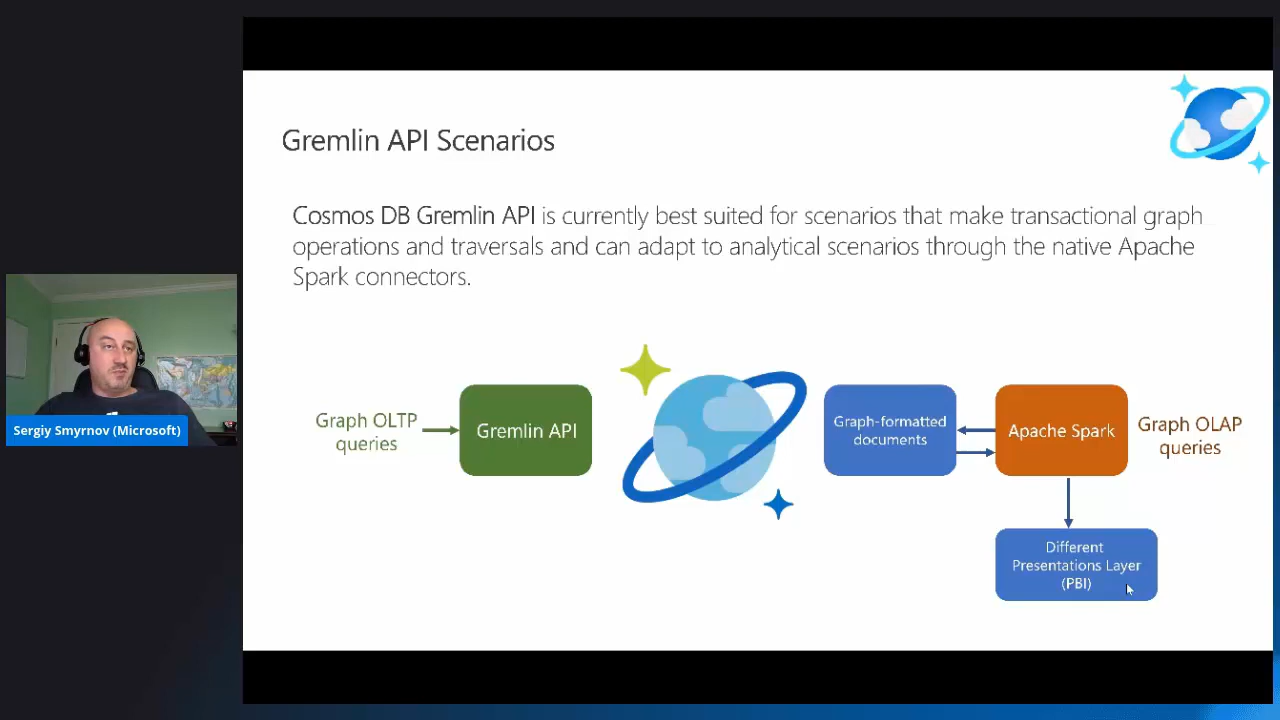 Gremlin API Scenarios
Cosmos DB Gremlin API is currently best suited for scenarios that make transactional graph
operations and traversals and can adapt to analytical scenarios through the native Apache
Spark connectors.
Graph OLTP
queries
Gremlin API
Graph-formatted
documents
Apache Spark
Graph OLAP
queries
Different
Presentations Layer
(PBI)
Sergiy Smyrnov (Microsoft)